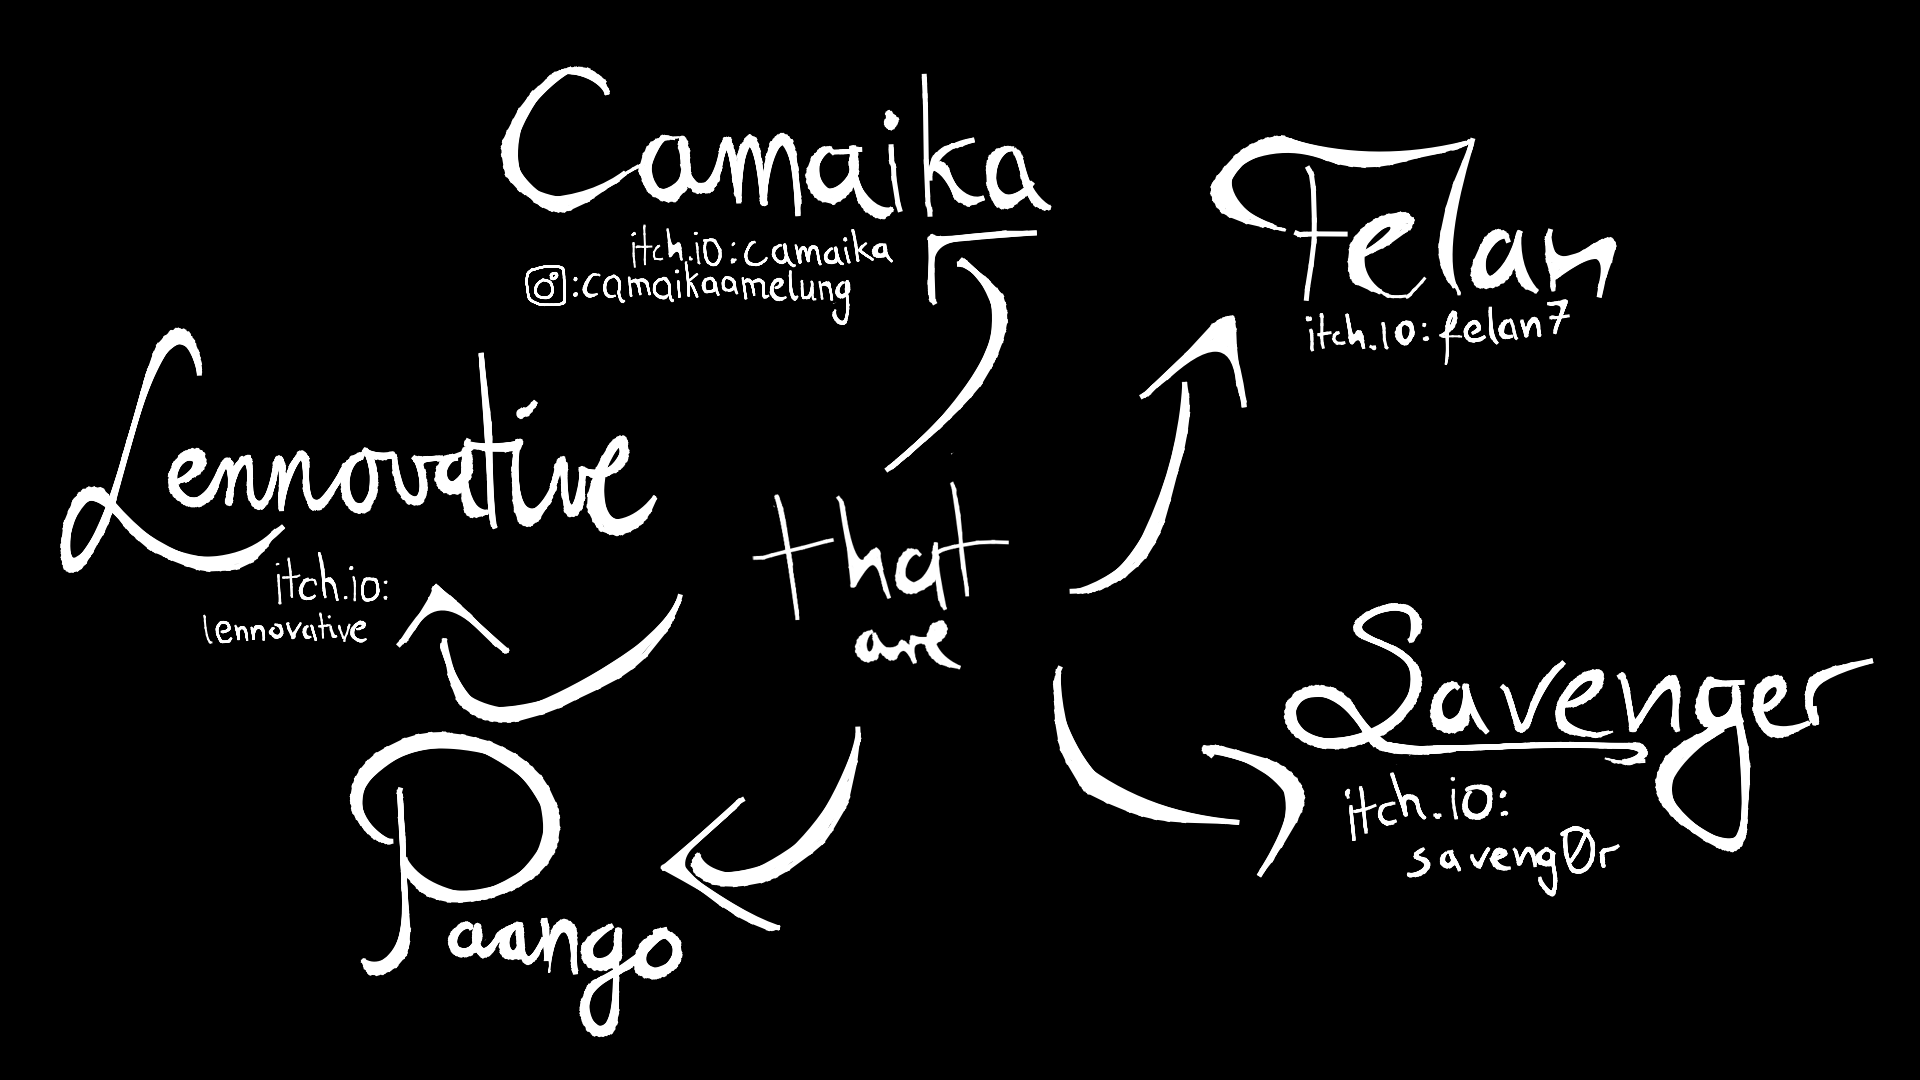 Camaika
itch.io:camaika
:camaikaamelung
Felan
itch.io:felan7
Lennovative
itch.io:
lennovative
that
are
Savenger
itch.io:
saveng0r
Paango